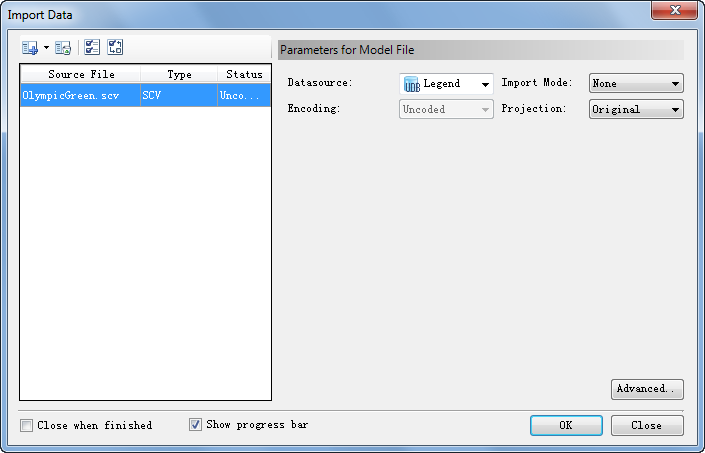 Import Data
Parameters for Model File
Source File Type Status
OlympicGreen.scv SCV Unco...
Datasource: UDB Legend Import Mode: None
Encoding: Uncoded Projection: Original
Advanced..
Close when finished Show progress bar OK Close